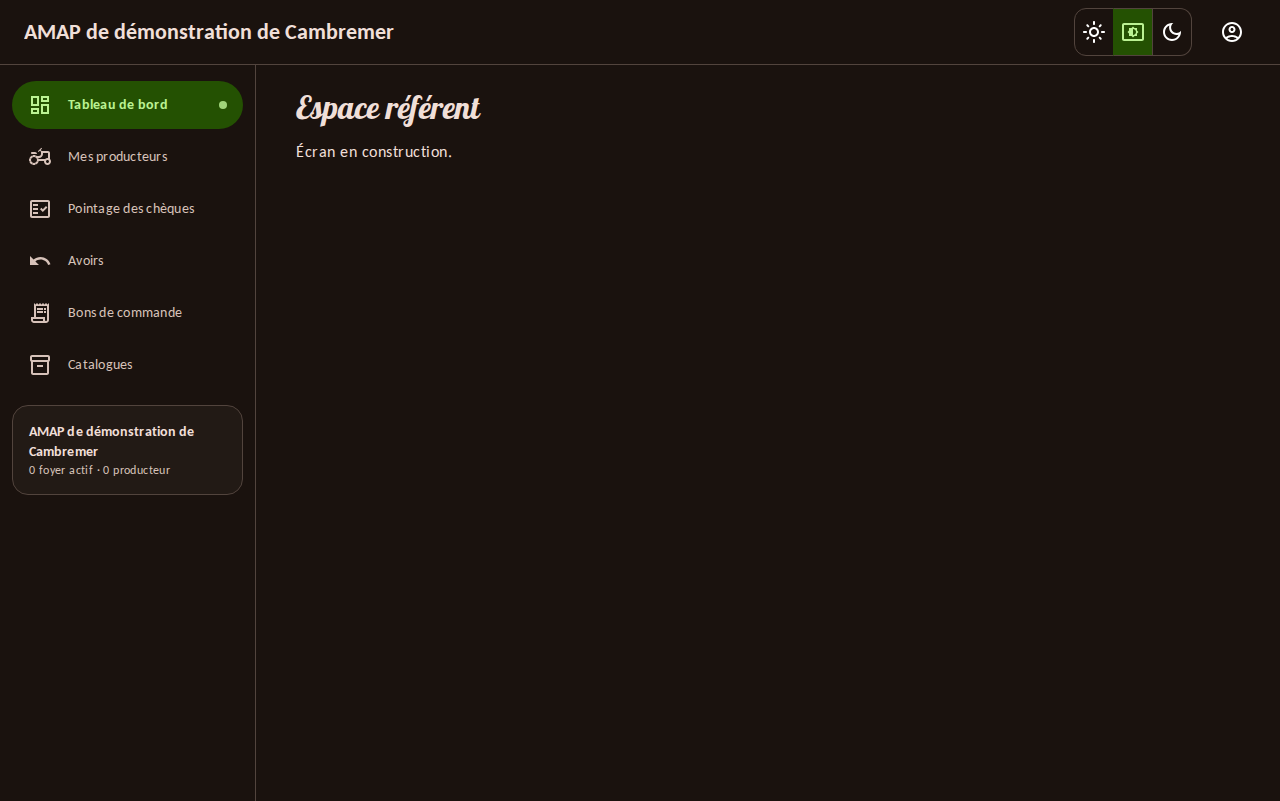 AMAP de démonstration de Cambremer
Tableau de bord
Mes producteurs
Pointage des chèques
Avoirs
Bons de commande
Catalogues
AMAP de démonstration de
Cambremer
0 foyer actif · 0 producteur
Espace référent
Écran en construction.